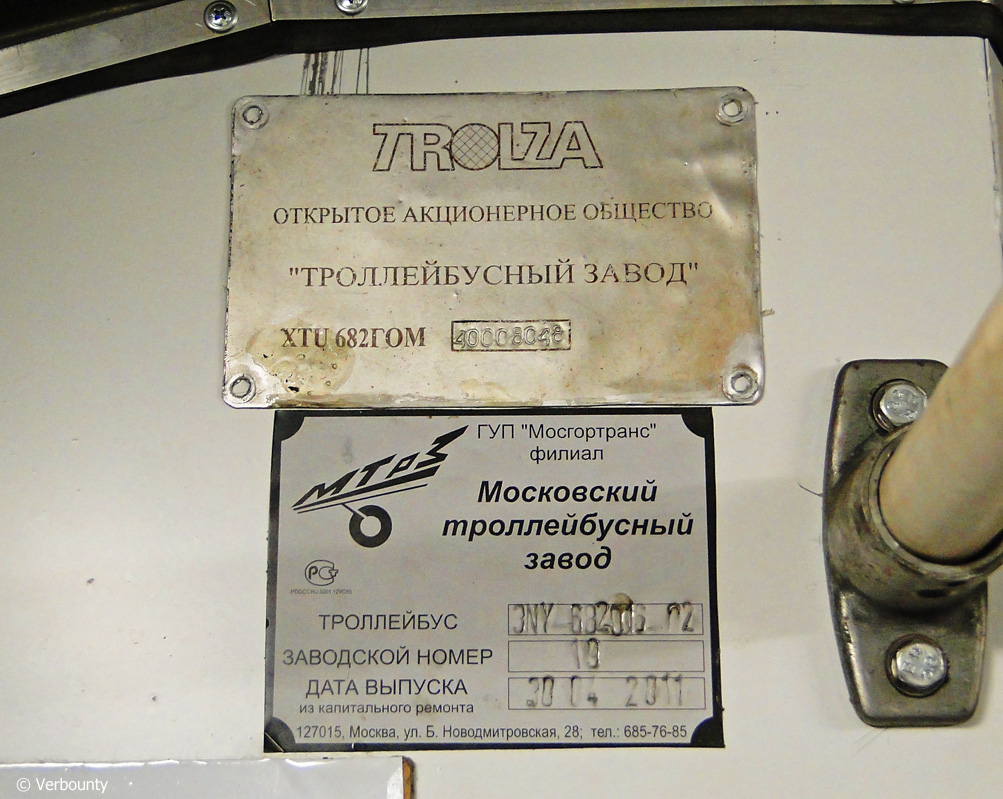 TROLZA
ОТКРЫТОЕ АКЦИОНЕРНОЕ ОБЩЕСТВО
"ТРОЛЛЕЙБУСНЫЙ ЗАВОД"
XTU 682ГОМ
МТрЗ
ГУП "Мосгортранс"
филиал
Московский
троллейбусный
завод
РСТ
ТРОЛЛЕЙБУС
ЗАВОДСКОЙ НОМЕР 19
ДАТА ВЫПУСКА 30 04 2011
из капитального ремонта
127015, Москва, ул. Б. Новодмитровская, 28; тел.: 685-76-85
© Verbounty